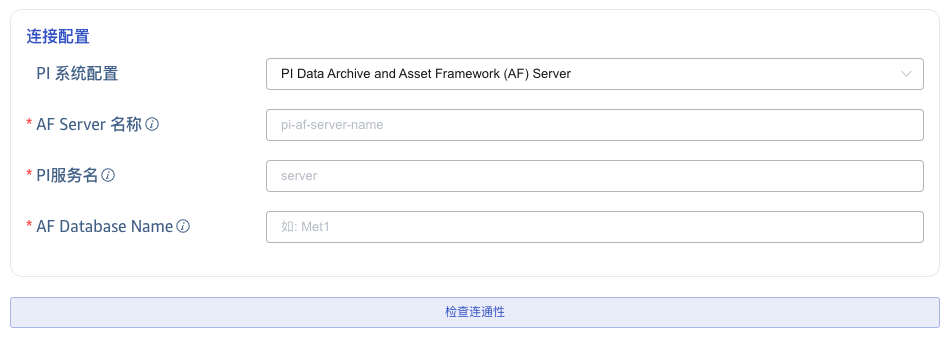 连接配置
PI 系统配置
PI Data Archive and Asset Framework (AF) Server
* AF Server 名称
pi-af-server-name
* PI服务名
server
* AF Database Name
如: Met1
检查连通性